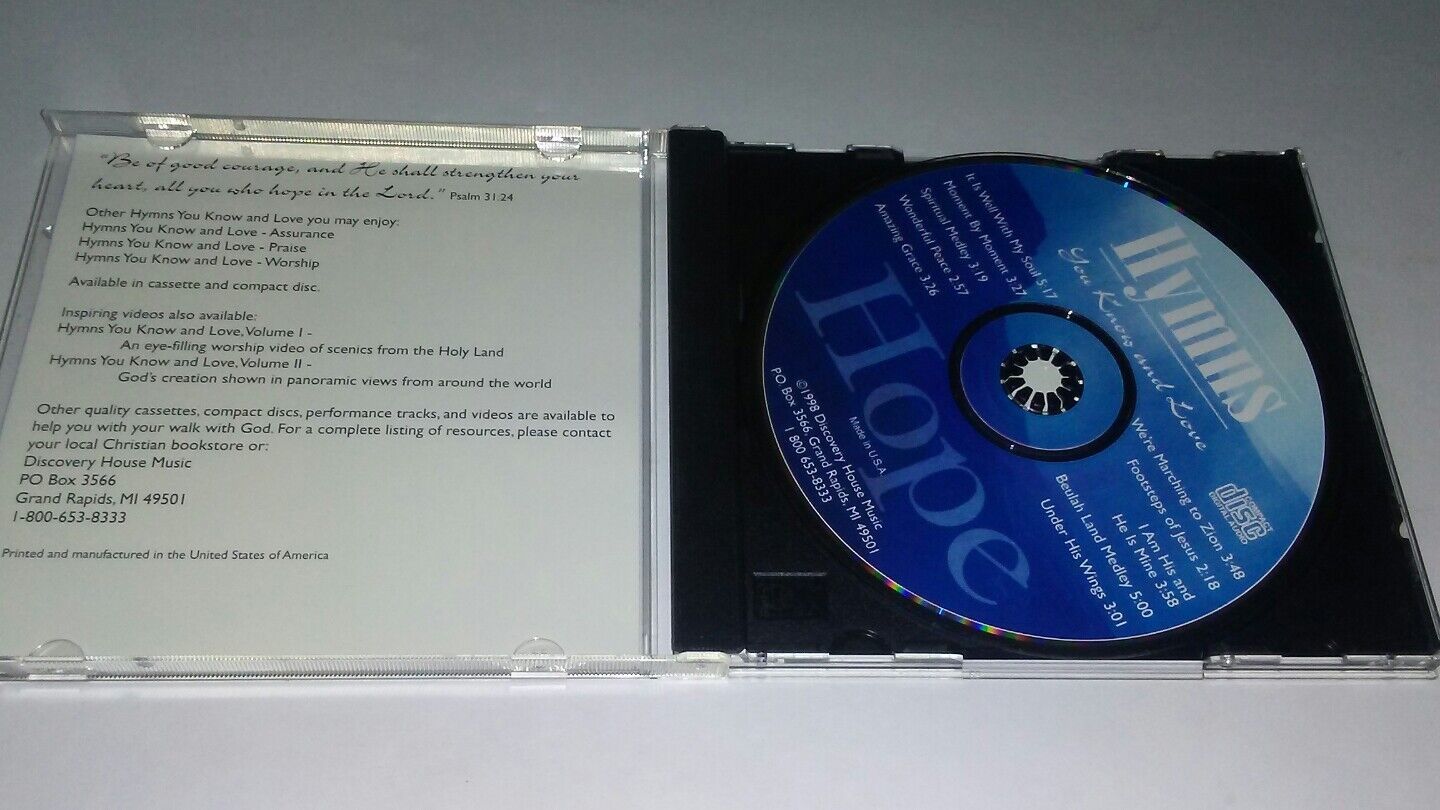 "Be of good courage, and He shall strengthen your
heart, all you who hope in the Lord." Psalm 31:24
Other Hymns You Know and Love you may enjoy:
Hymns You Know and Love - Assurance
Hymns You Know and Love - Praise
Hymns You Know and Love - Worship
Available in cassette and compact disc.
Inspiring videos also available:
Hymns You Know and Love, Volume I -
An eye-filling worship video of scenics from the Holy Land
Hymns You Know and Love, Volume II -
God's creation shown in panoramic views from around the world
Other quality cassettes, compact discs, performance tracks, and videos are available to
help you with your walk with God. For a complete listing of resources, please contact
your local Christian bookstore or:
Discovery House Music
PO Box 3566
Grand Rapids, MI 49501
1-800-653-8333
Printed and manufactured in the United States of America
Hymns
You Know and Love
It Is Well With My Soul 5:17
Moment By Moment 3:27
Spiritual Medley 3:19
Wonderful Peace 2:57
Amazing Grace 3:26
COMPACT
disc
DIGITAL AUDIO
We're Marching to Zion 3:48
Footsteps of Jesus 2:18
I Am His and
He Is Mine 3:58
Beulah Land Medley 5:00
Under His Wings 3:01
Hope
Made in U.S.A.
©1998 Discovery House Music
P.O. Box 3566, Grand Rapids, MI 49501
1 800 653-8333